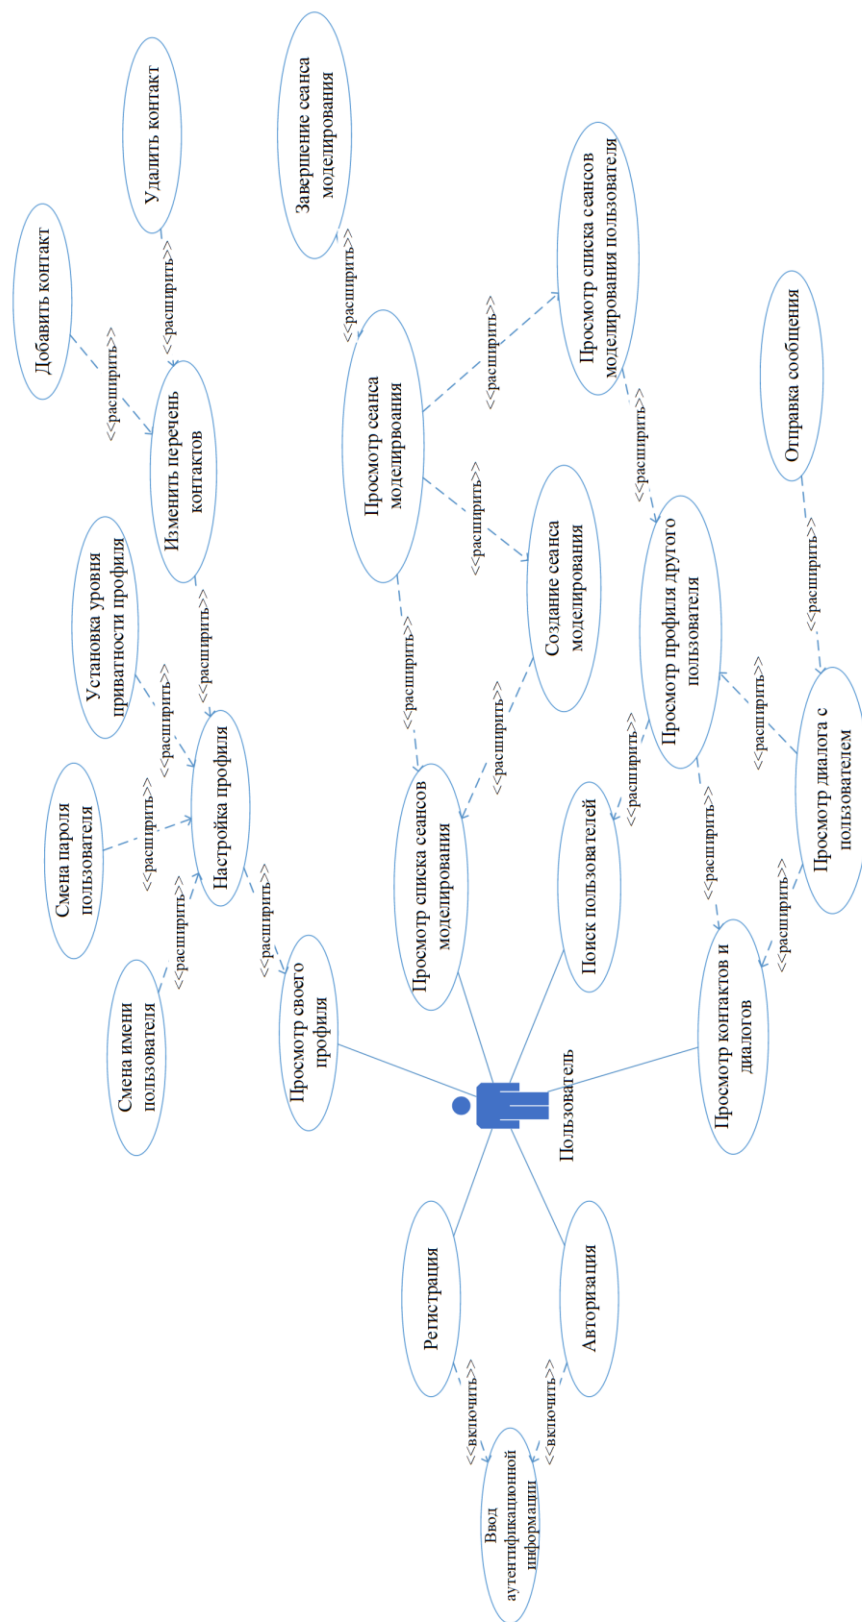 Ввод
аутентификационной
информации
<<включить>>
<<включить>>
Регистрация
Авторизация
Пользователь
Смена имени
пользователя
<<расширить>>
Смена пароля
пользователя
<<расширить>>
Установка уровня
приватности профиля
<<расширить>>
Добавить контакт
<<расширить>>
Удалить контакт
<<расширить>>
Изменить перечень
контактов
<<расширить>>
Настройка профиля
<<расширить>>
Просмотр своего
профиля
Завершение сеанса
моделирования
<<расширить>>
Просмотр сеанса
моделирвоания
<<расширить>>
<<расширить>>
<<расширить>>
Просмотр списка сеансов
моделирования
<<расширить>>
Создание сеанса
моделирования
Просмотр списка сеансов
моделирования пользователя
<<расширить>>
Поиск пользователей
<<расширить>>
Просмотр профиля другого
пользователя
<<расширить>>
<<расширить>>
Просмотр контактов и
диалогов
<<расширить>>
Просмотр диалога с
пользователем
<<расширить>>
Отправка сообщения